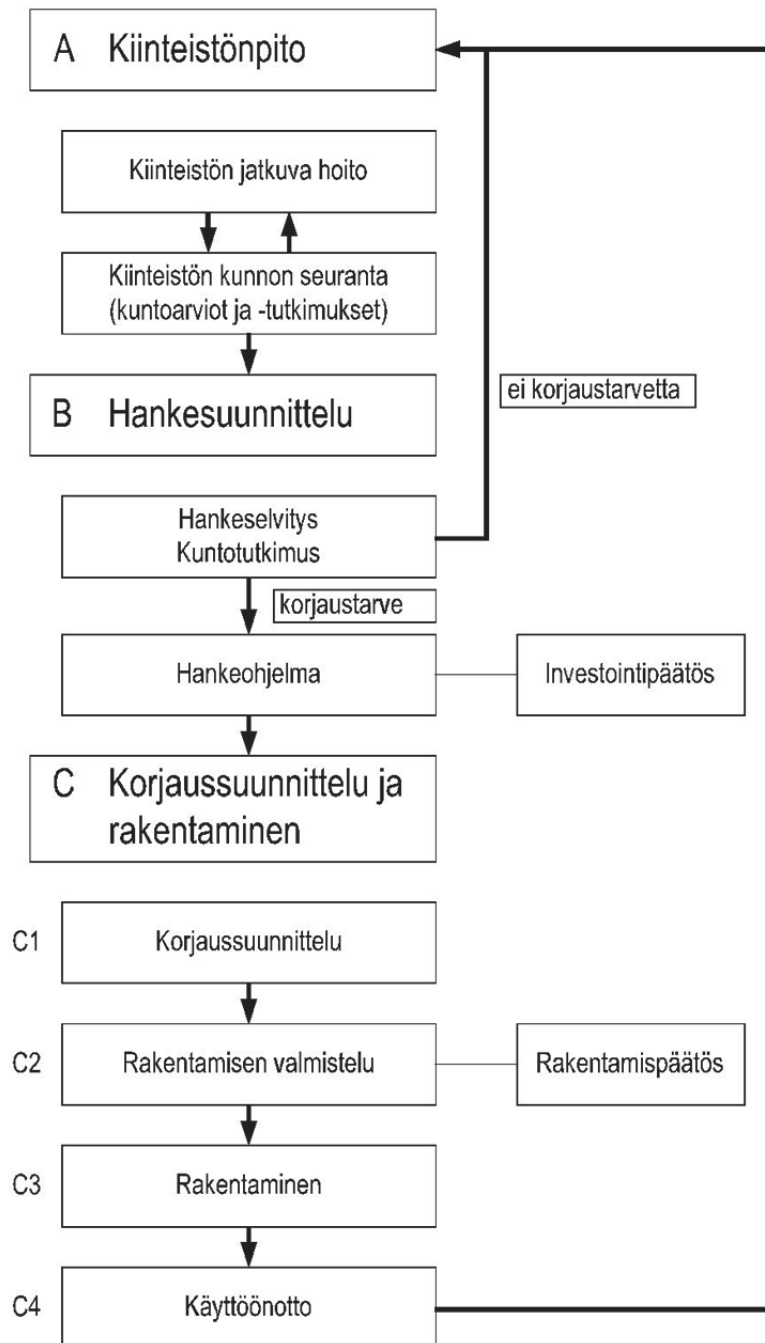 A Kiinteistönpito
Kiinteistön jatkuva hoito
Kiinteistön kunnon seuranta
(kuntoarviot ja -tutkimukset)
B Hankesuunnittelu
ei korjaustarvetta
Hankeselvitys
Kuntotutkimus
korjaustarve
Hankeohjelma
Investointipäätös
C Korjaussuunnittelu ja
rakentaminen
C1 Korjaussuunnittelu
C2 Rakentamisen valmistelu
Rakentamispäätös
C3 Rakentaminen
C4 Käyttöönotto